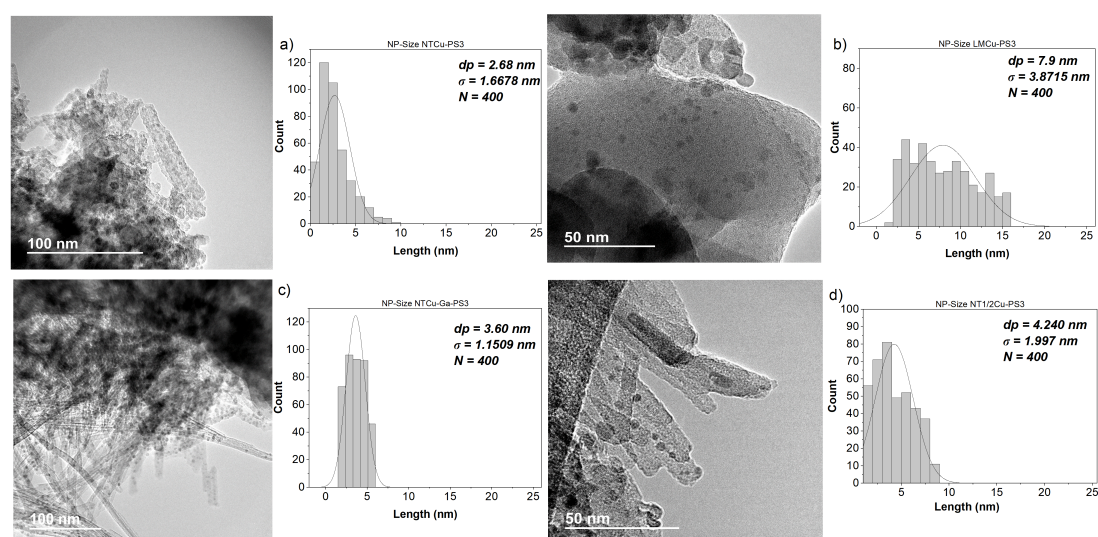 a)
NP-Size NTCu-PS3
dp = 2.68 nm
σ = 1.6678 nm
N = 400
120
100
80
60
40
20
0
Count
0 5 10 15 20 25
Length (nm)
100 nm
b)
NP-Size LMCu-PS3
dp = 7.9 nm
σ = 3.8715 nm
N = 400
80
60
40
20
0
Count
0 5 10 15 20 25
Length (nm)
50 nm
c)
NP-Size NTCu-Ga-PS3
dp = 3.60 nm
σ = 1.1509 nm
N = 400
120
100
80
60
40
20
0
Count
0 5 10 15 20 25
Length (nm)
100 nm
d)
NP-Size NT1/2Cu-PS3
dp = 4.240 nm
σ = 1.997 nm
N = 400
100
90
80
70
60
50
40
30
20
10
0
Count
5 10 15 20 25
Length (nm)
50 nm